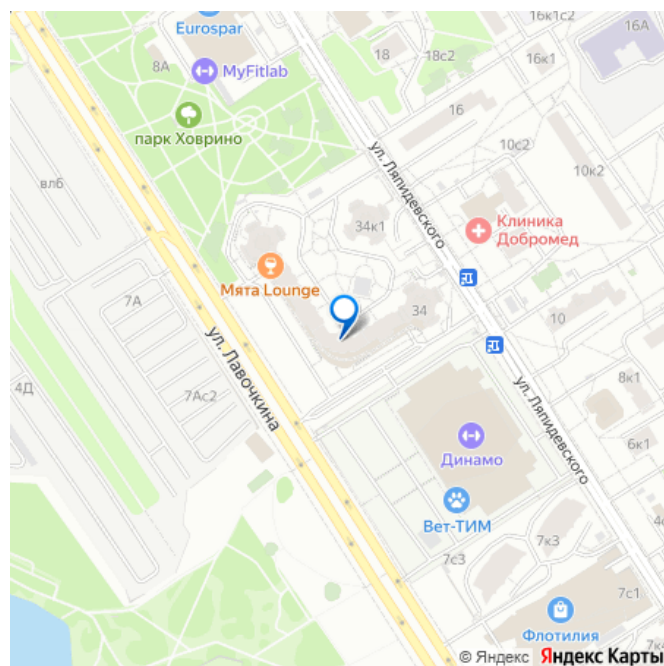 Eurospar
16к1с2
16А
18
18с2
16к1
8А
MyFitlab
16
парк Ховрино
10с2
ул. Ляпидевского
10к2
влб
34к1
Клиника
Добромед
Мята Lounge
7А
34
10
ул. Лавочкина
4Д
7Ас2
8к1
ул. Ляпидевского
6к1
Динамо
Вет-ТИМ
7с3
7к3
7с1
Флотилия
© Яндекс Яндекс Карты